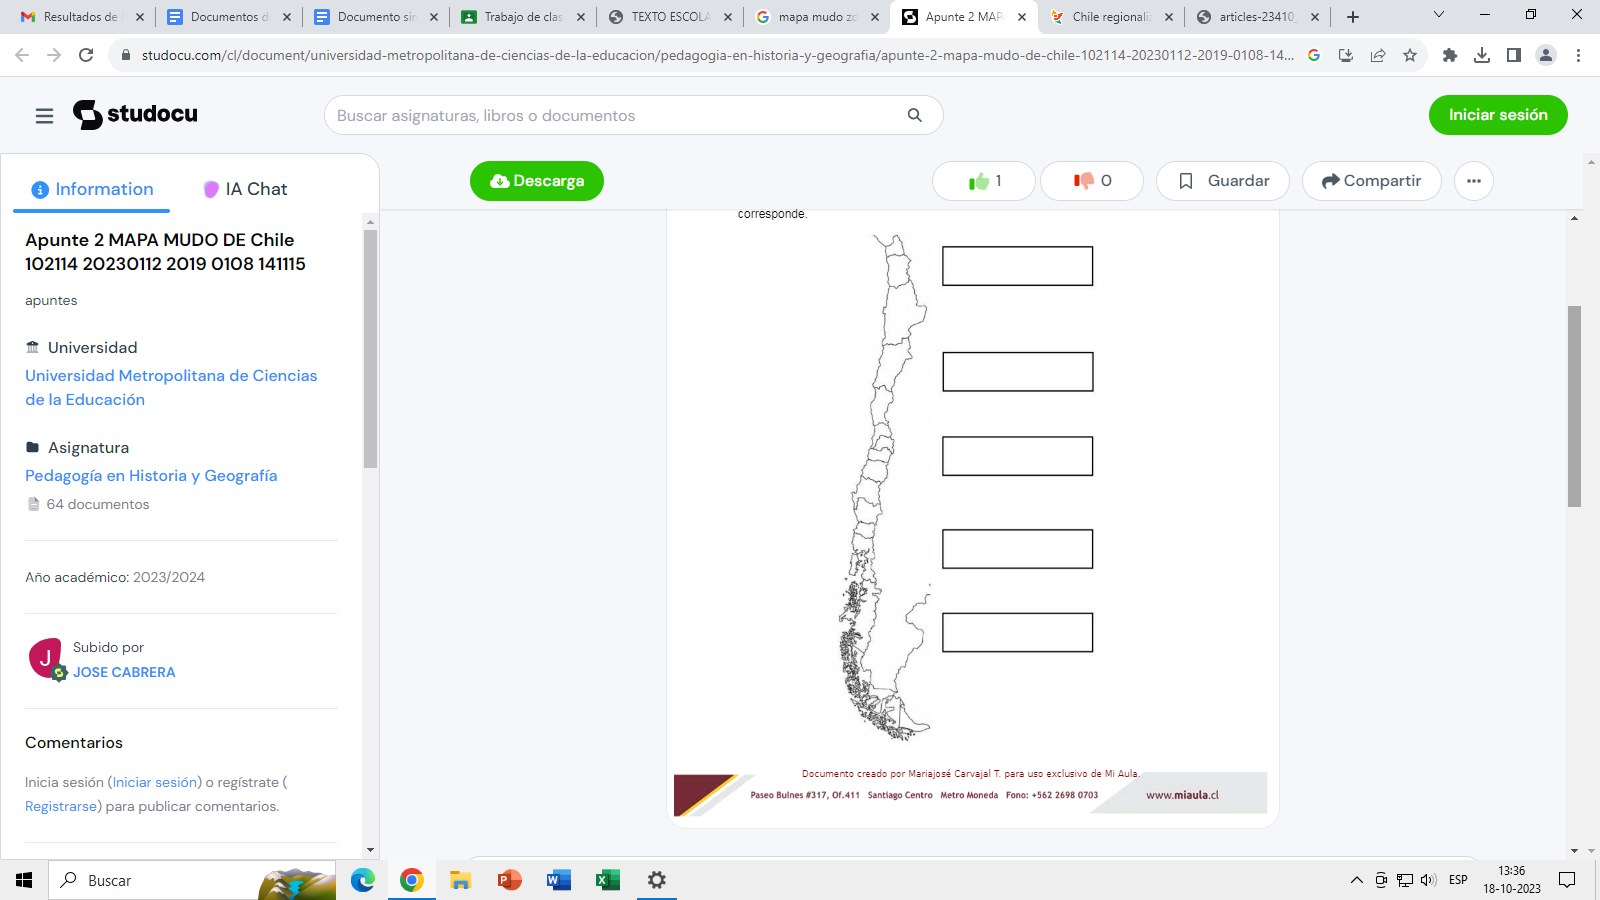 Resultados de
Documentos d
Documento sin
Trabajo de clas
TEXTO ESCOLA
mapa mudo zo
Apunte 2 MAP
Chile regionaliz
articles-23410_
studocu.com/cl/document/universidad-metropolitana-de-ciencias-de-la-educacion/pedagogia-en-historia-y-geografia/apunte-2-mapa-mudo-de-chile-102114-20230112-2019-0108-14...
studocu
Buscar asignaturas, libros o documentos
Iniciar sesión
Information
IA Chat
Descarga
1
0
Guardar
Compartir
Apunte 2 MAPA MUDO DE Chile
102114 20230112 2019 0108 141115
apuntes
Universidad
Universidad Metropolitana de Ciencias
de la Educación
Asignatura
Pedagogía en Historia y Geografía
64 documentos
Año académico: 2023/2024
J
Subido por
JOSE CABRERA
Comentarios
Inicia sesión (Iniciar sesión) o regístrate (
Registrarse) para publicar comentarios.
corresponde.
Documento creado por Mariajosé Carvajal T. para uso exclusivo de Mi Aula.
Paseo Bulnes #317, Of.411 Santiago Centro Metro Moneda Fono: +562 2698 0703
www.miaula.cl
Buscar
ESP
13:36
18-10-2023